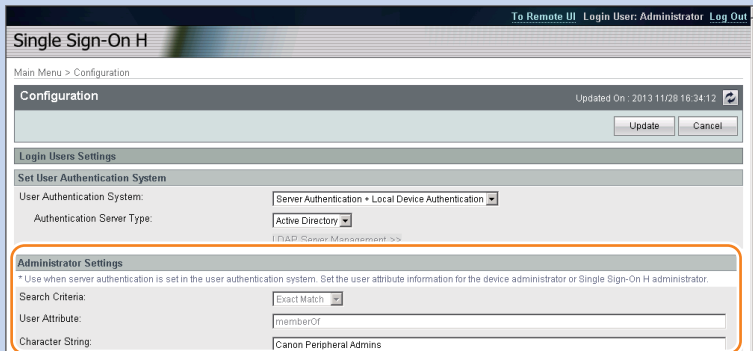 To Remote UI Login User: Administrator Log Out
Single Sign-On H
Main Menu > Configuration
Configuration
Updated On : 2013 11/28 16:34:12
Update Cancel
Login Users Settings
Set User Authentication System
User Authentication System: Server Authentication + Local Device Authentication
Authentication Server Type: Active Directory
LDAP Server Management >>
Administrator Settings
* Use when server authentication is set in the user authentication system. Set the user attribute information for the device administrator or Single Sign-On H administrator.
Search Criteria: Exact Match
User Attribute: memberOf
Character String: Canon Peripheral Admins